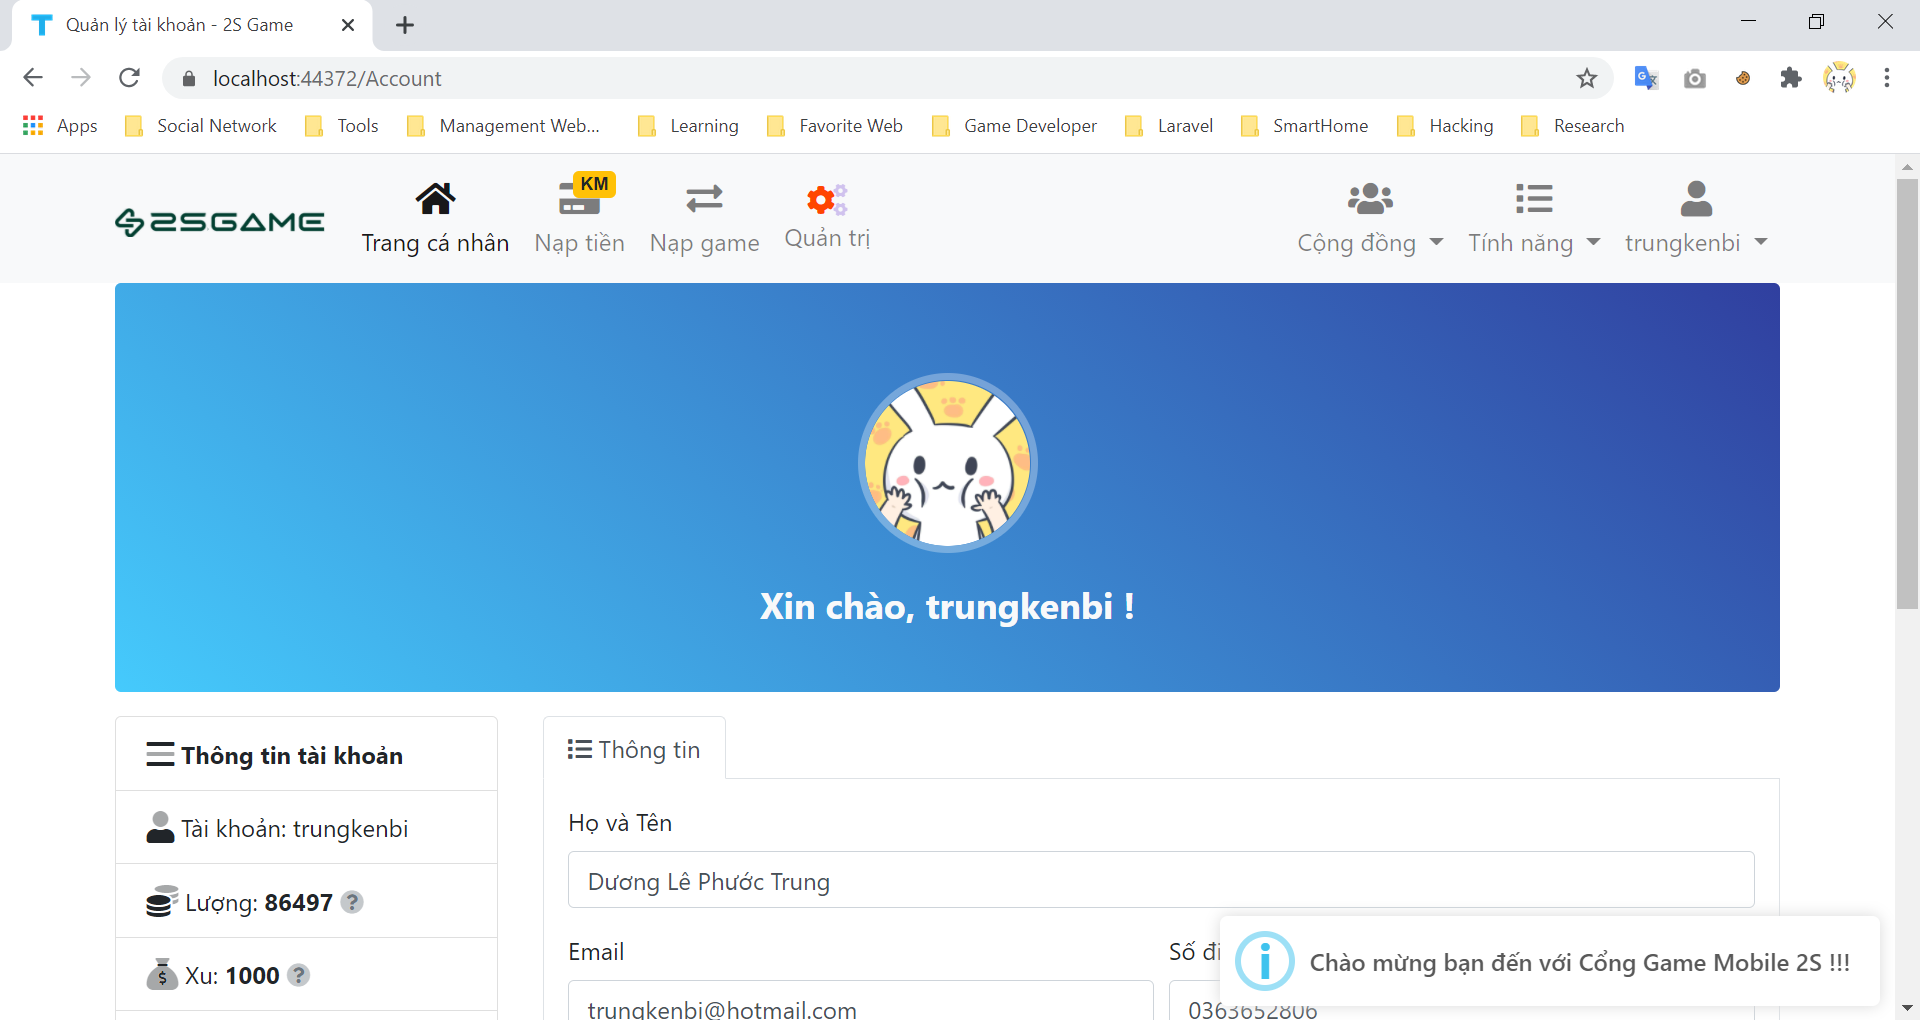 Quản lý tài khoản - 2S Game
localhost:44372/Account
Apps Social Network Tools Management Web... Learning Favorite Web Game Developer Laravel SmartHome Hacking Research
2SGAME
Trang cá nhân
KM
Nạp tiền
Nạp game
Quản trị
Cộng đồng
Tính năng
trungkenbi
Xin chào, trungkenbi !
Thông tin tài khoản
Tài khoản: trungkenbi
Lượng: 86497 ?
Xu: 1000 ?
Thông tin
Họ và Tên
Dương Lê Phước Trung
Email
Số đi
trungkenbi@hotmail.com
0363652806
Chào mừng bạn đến với Cổng Game Mobile 2S !!!